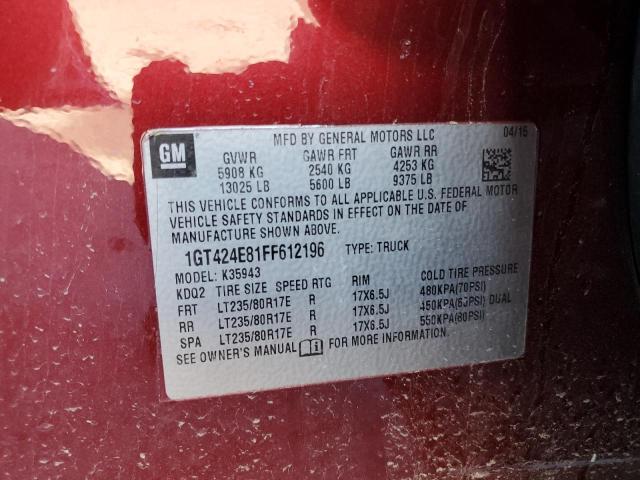 GM
MFD BY GENERAL MOTORS LLC 04/15
GVWR GAWR FRT GAWR RR
5908 KG 2540 KG 4253 KG
13025 LB 5600 LB 9375 LB
THIS VEHICLE CONFORMS TO ALL APPLICABLE U.S. FEDERAL MOTOR
VEHICLE SAFETY STANDARDS IN EFFECT ON THE DATE OF
MANUFACTURE SHOWN ABOVE.
1GT424E81FF612196 TYPE: TRUCK
MODEL: K35943
KDQ2 TIRE SIZE SPEED RTG RIM COLD TIRE PRESSURE
FRT LT235/80R17E R 17X6.5J 480KPA(70PSI)
RR LT235/80R17E R 17X6.5J 450KPA(65PSI) DUAL
SPA LT235/80R17E R 17X6.5J 550KPA(80PSI)
SEE OWNER'S MANUAL FOR MORE INFORMATION.